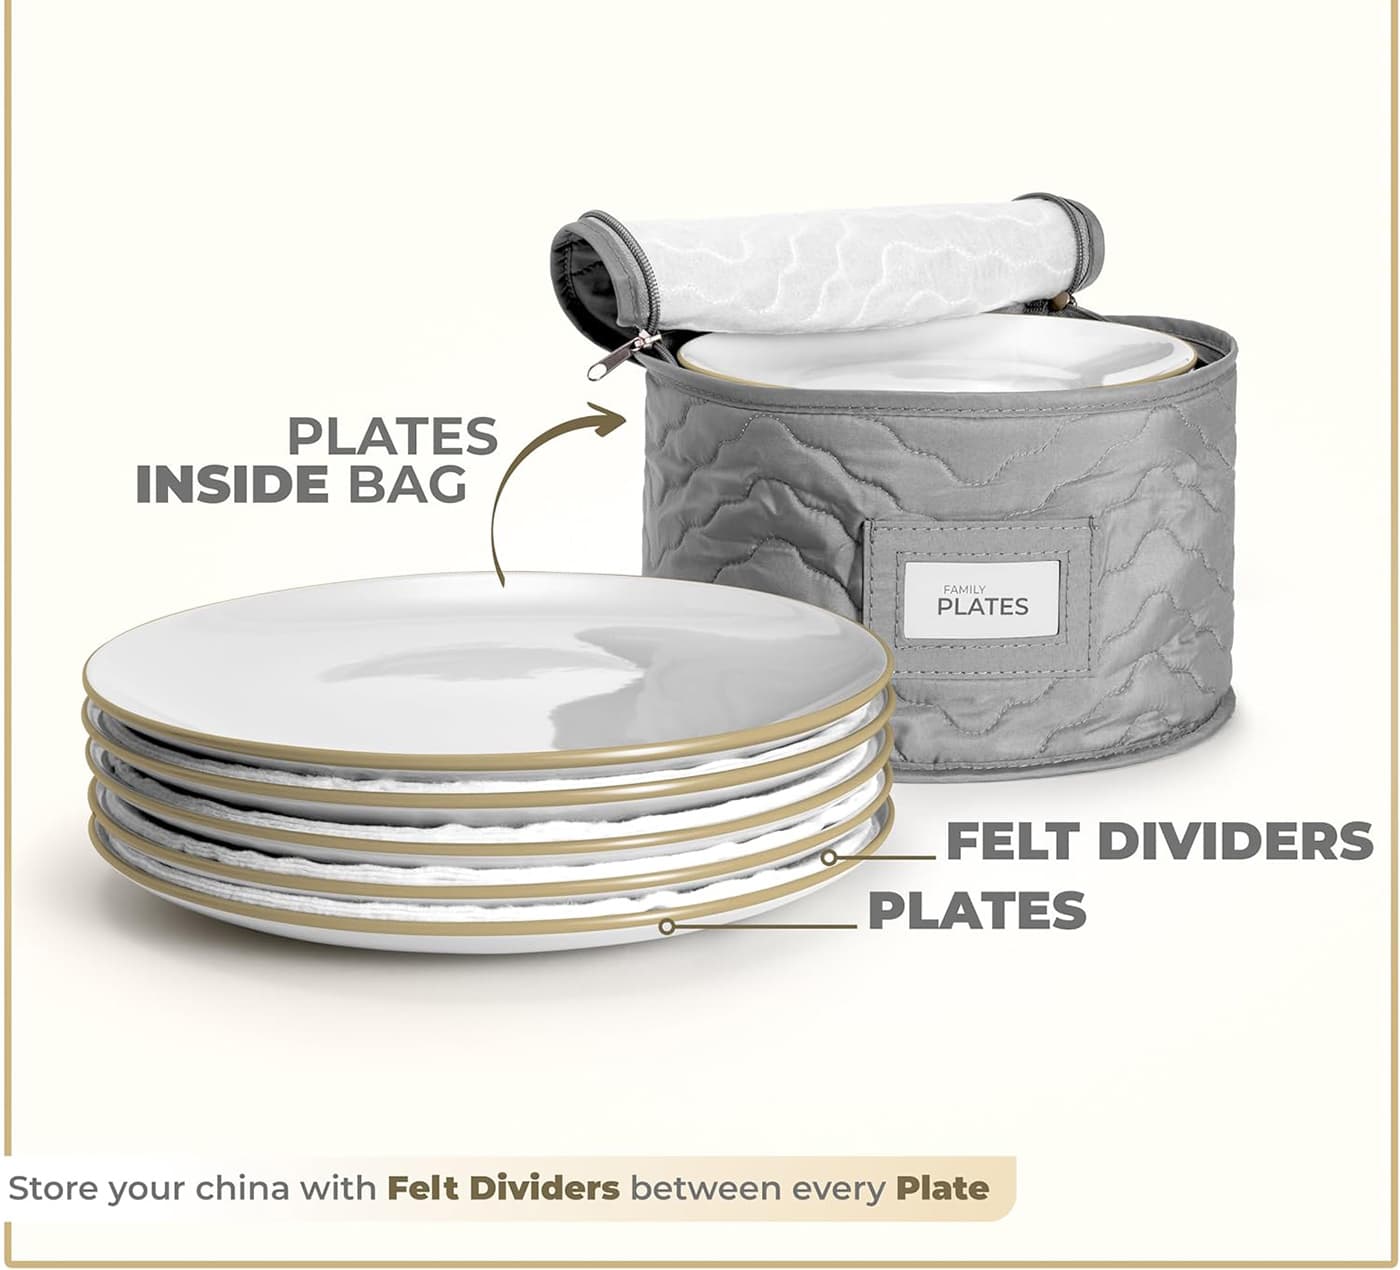 PLATES
INSIDE BAG
FAMILY
PLATES
FELT DIVIDERS
PLATES
Store your china with Felt Dividers between every Plate